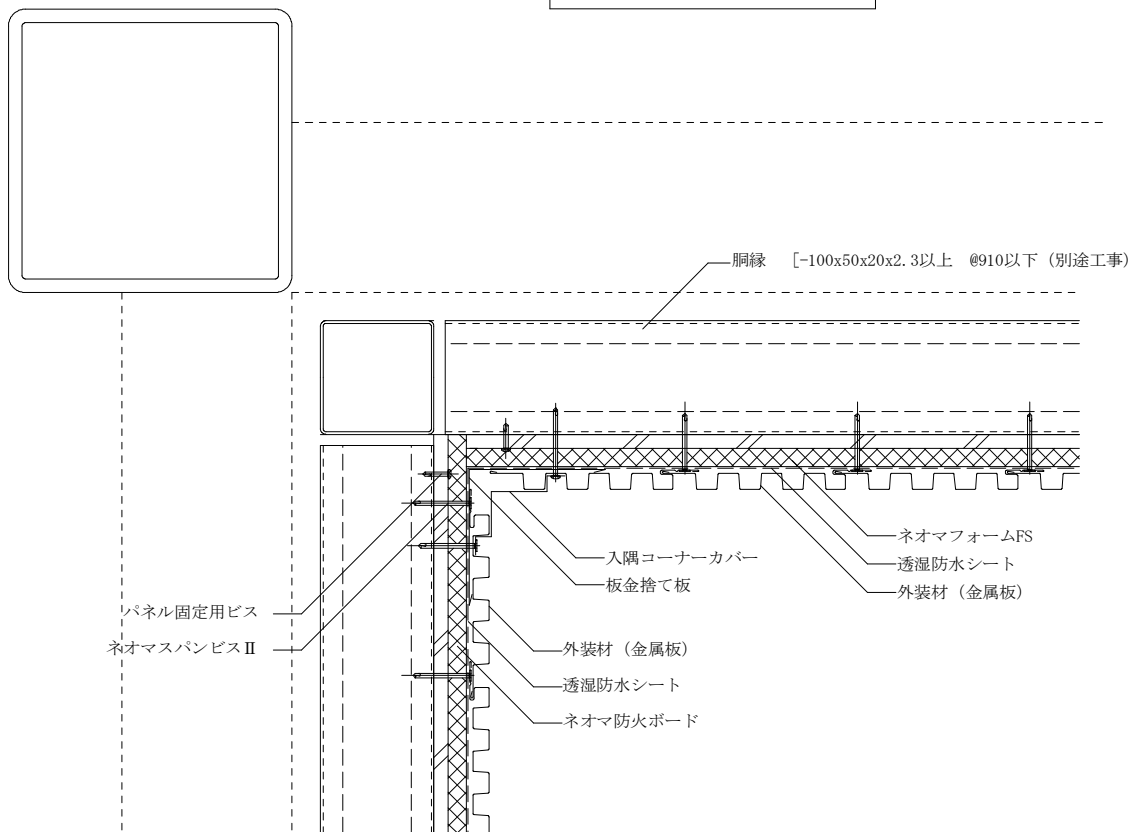 胴縁　[-100x50x20x2.3以上　@910以下（別途工事）
ネオマフォームFS
透湿防水シート
外装材（金属板）
入隅コーナーカバー
板金捨て板
パネル固定用ビス
ネオマスパンビスⅡ
外装材（金属板）
透湿防水シート
ネオマ防火ボード